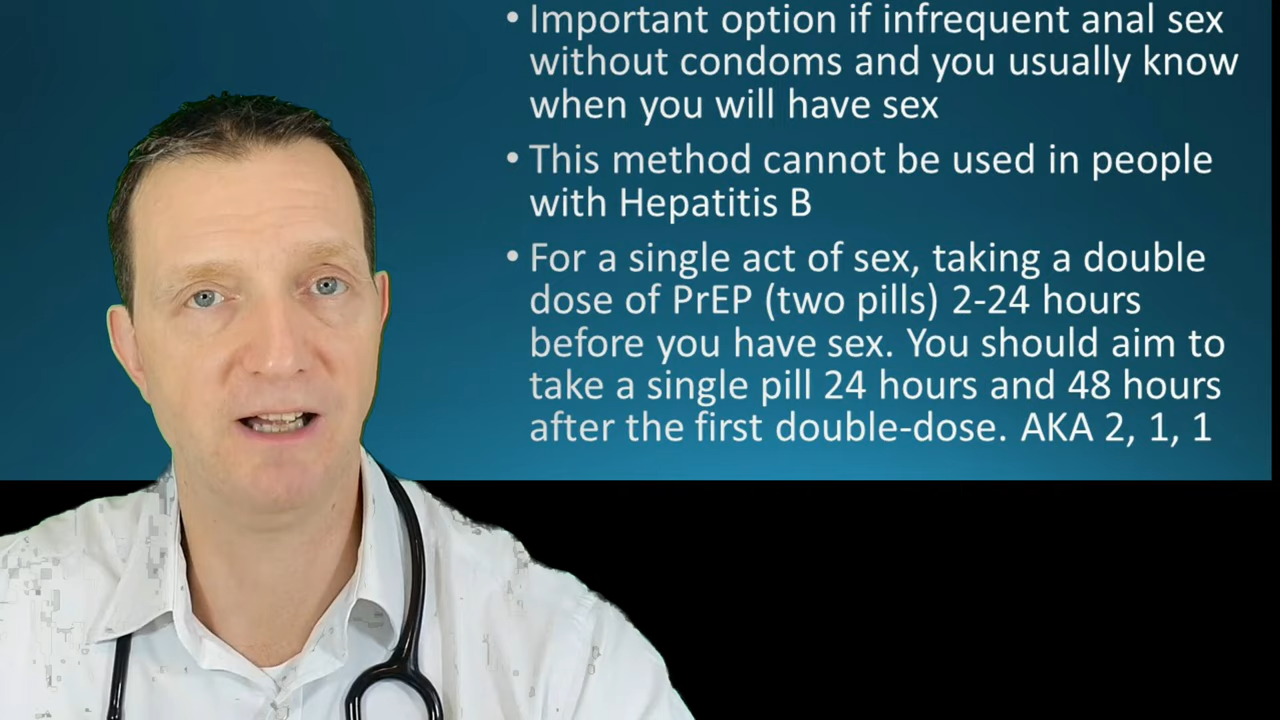 • Important option if infrequent anal sex
without condoms and you usually know
when you will have sex
• This method cannot be used in people
with Hepatitis B
• For a single act of sex, taking a double
dose of PrEP (two pills) 2-24 hours
before you have sex. You should aim to
take a single pill 24 hours and 48 hours
after the first double-dose. AKA 2, 1, 1